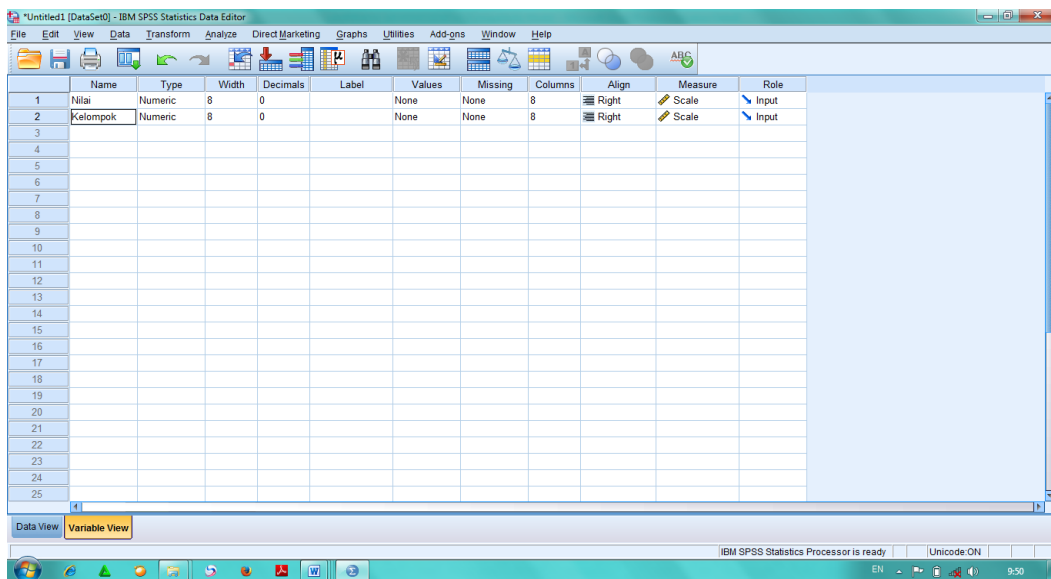 *Untitled1 [DataSet0] - IBM SPSS Statistics Data Editor
File Edit View Data Transform Analyze Direct Marketing Graphs Utilities Add-ons Window Help
Name Type Width Decimals Label Values Missing Columns Align Measure Role
1 Nilai Numeric 8 0 None None 8 Right Scale Input
2 Kelompok Numeric 8 0 None None 8 Right Scale Input
3
4
5
6
7
8
9
10
11
12
13
14
15
16
17
18
19
20
21
22
23
24
25
Data View Variable View
IBM SPSS Statistics Processor is ready Unicode:ON
EN 9:50